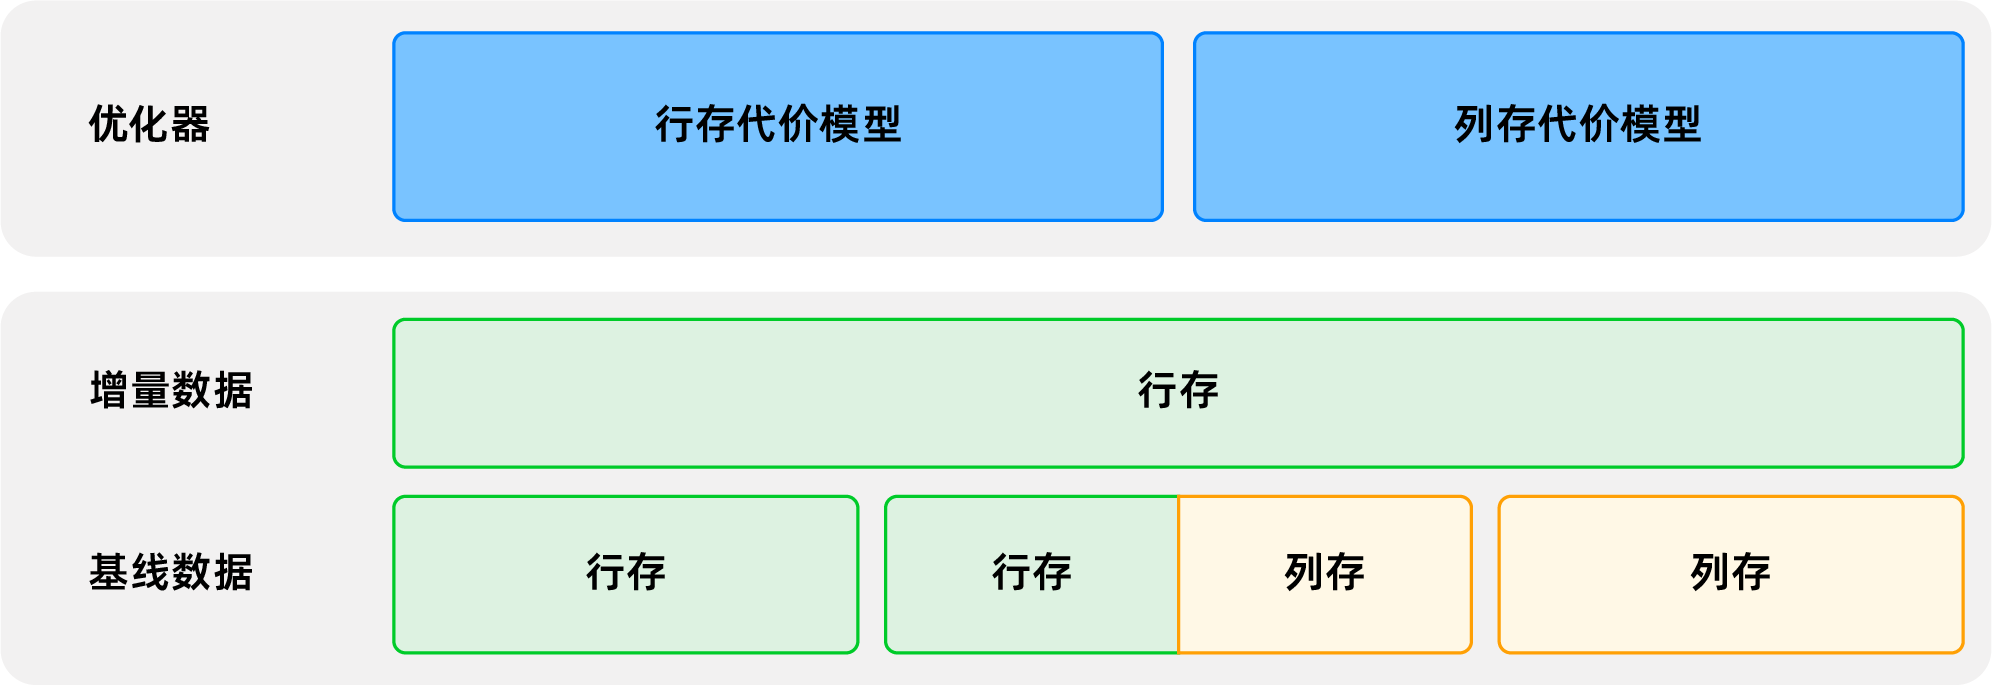 优化器
行存代价模型
列存代价模型
增量数据
行存
基线数据
行存
行存
列存
列存